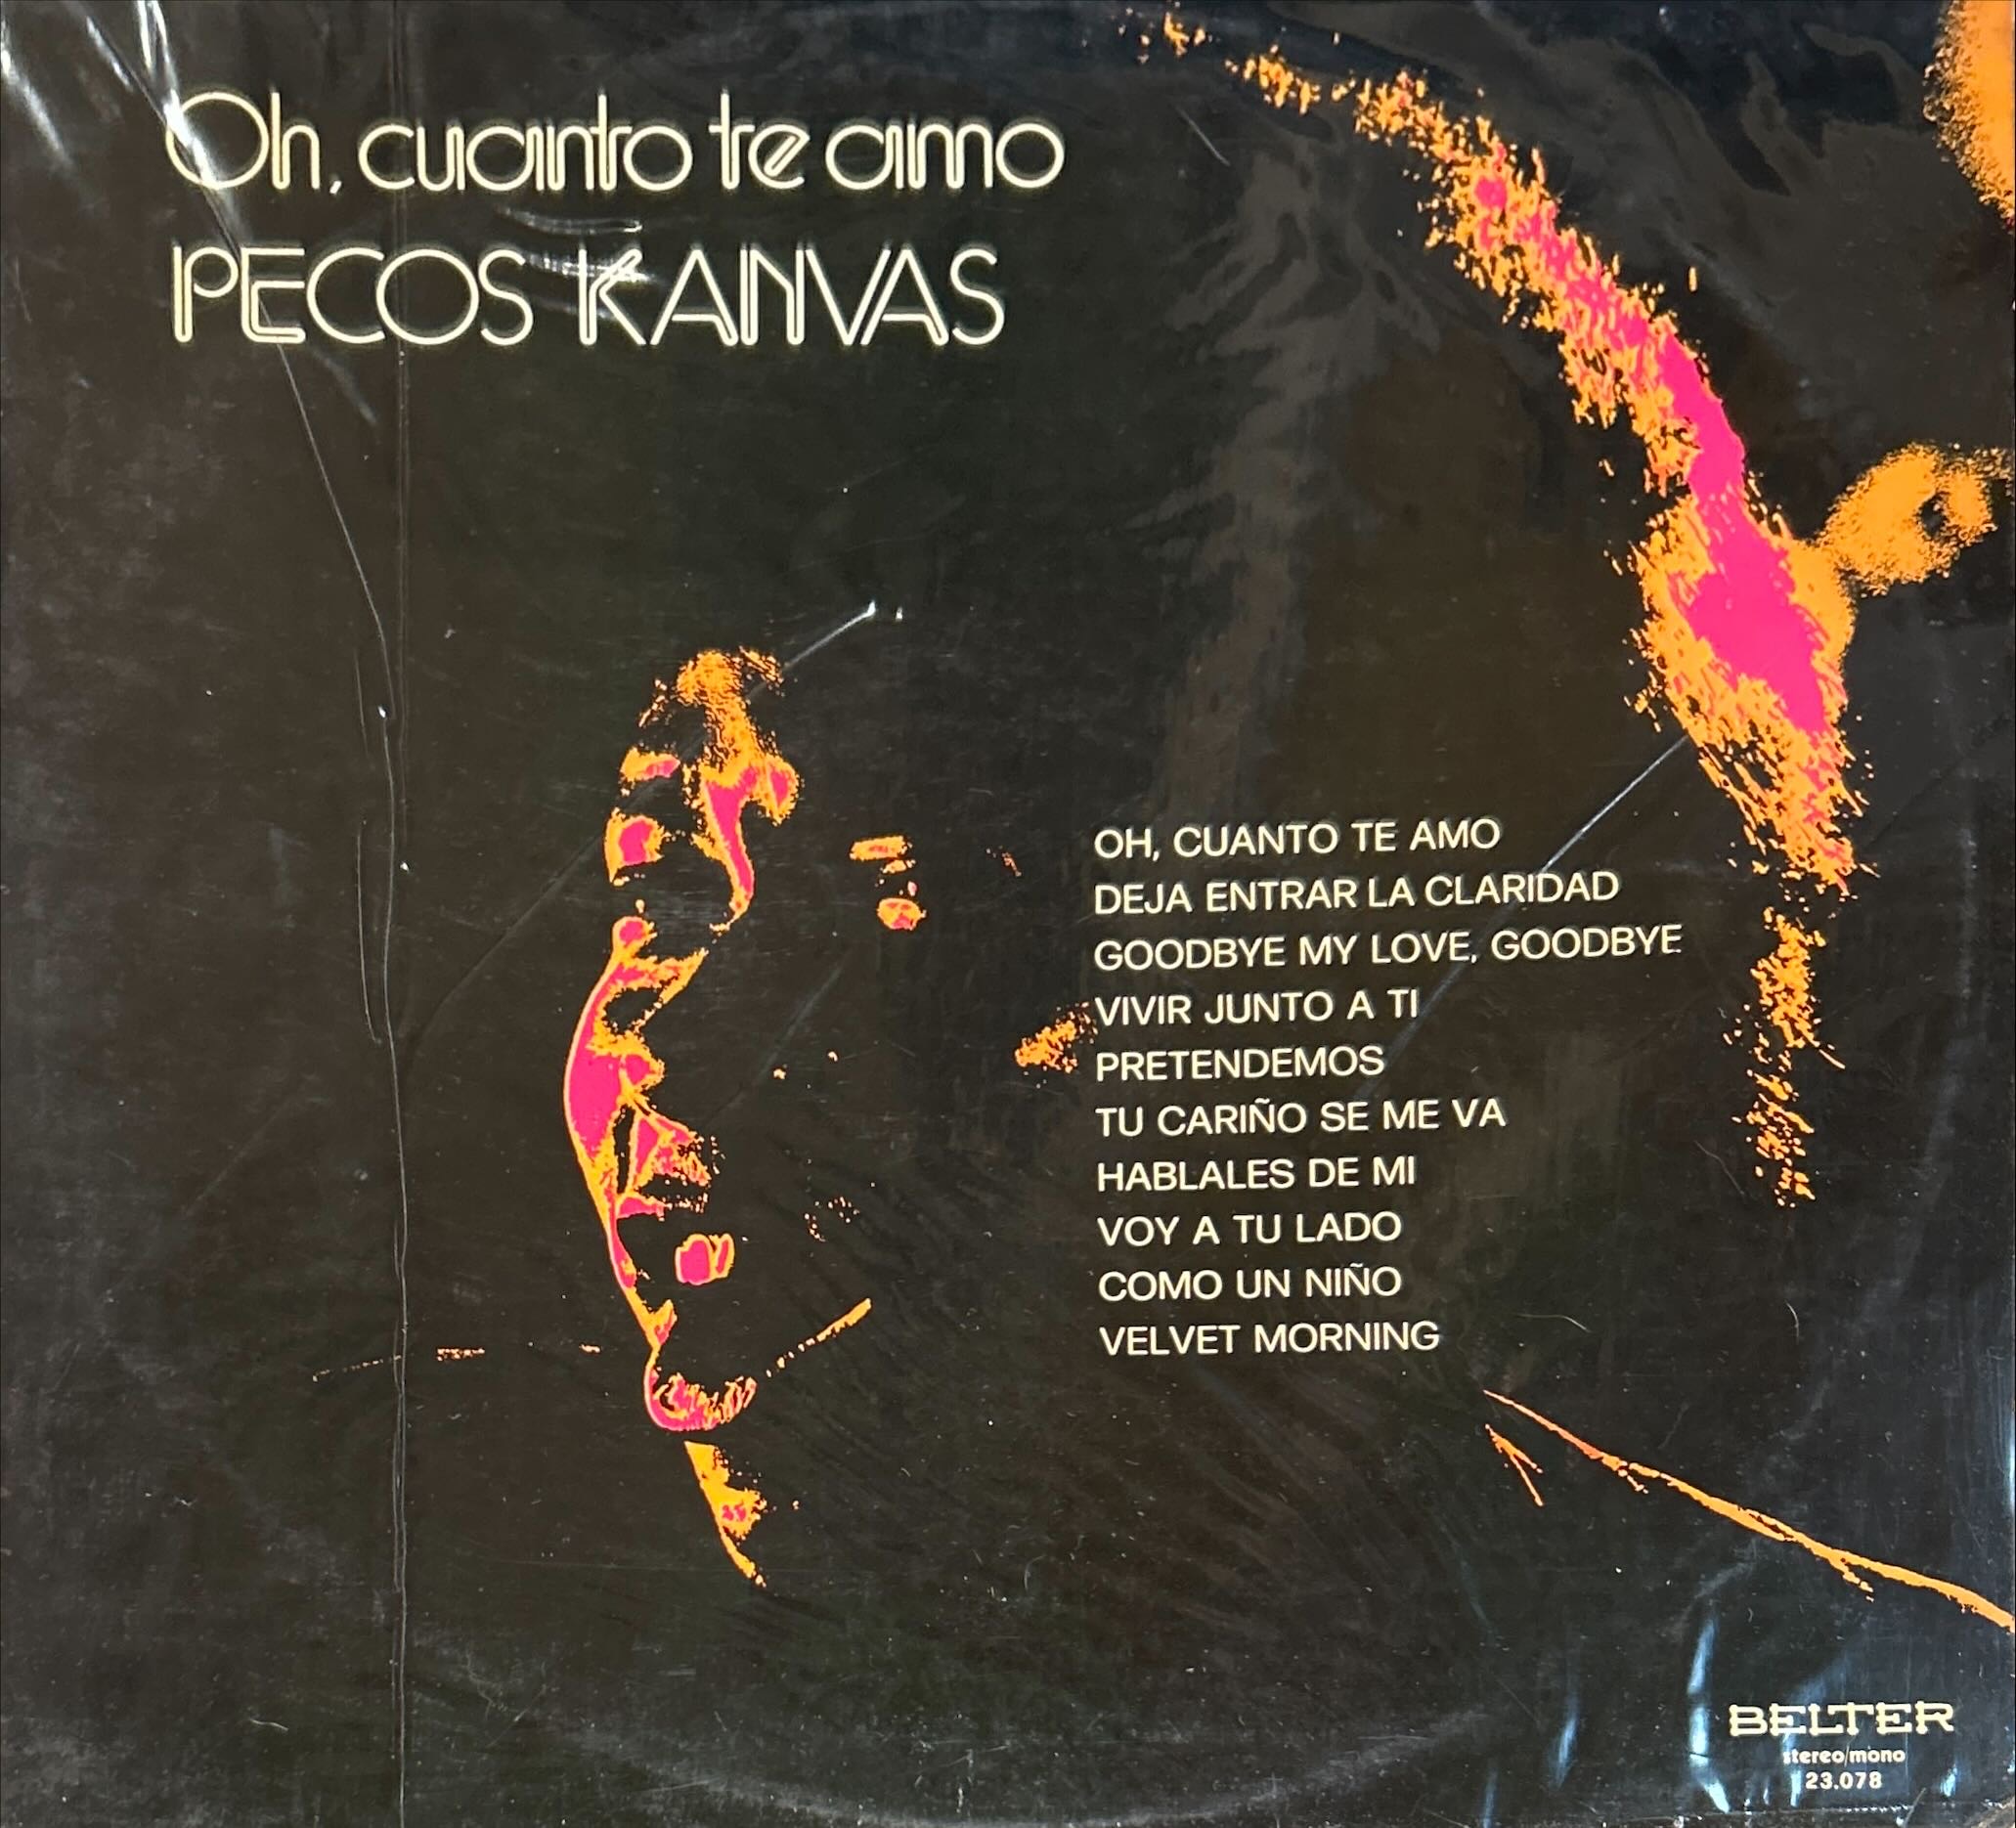 Oh, cuanto te amo
PECOS KANVAS
OH, CUANTO TE AMO
DEJA ENTRAR LA CLARIDAD
GOODBYE MY LOVE, GOODBYE
VIVIR JUNTO A TI
PRETENDEMOS
TU CARIÑO SE ME VA
HABLALES DE MI
VOY A TU LADO
COMO UN NIÑO
VELVET MORNING
BELTER
stereo/mono
23.078